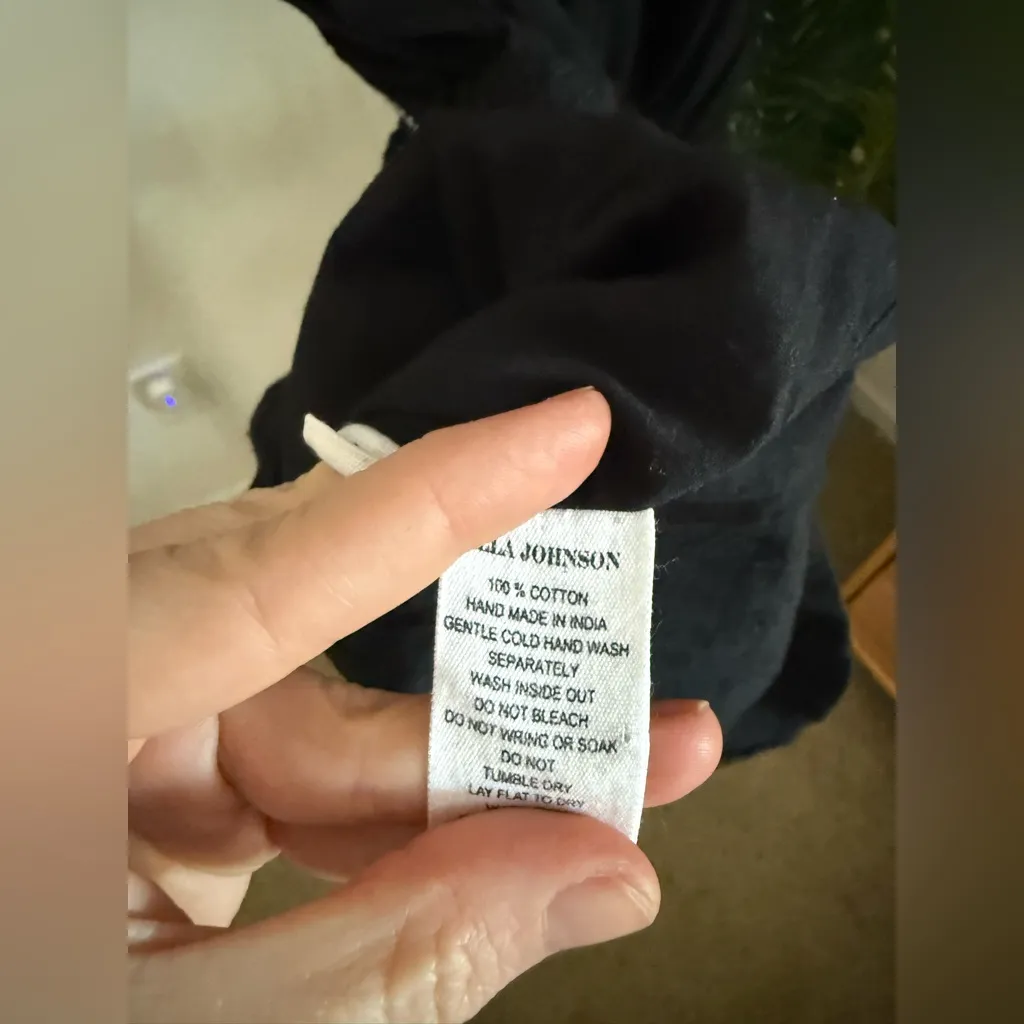 JOHNSON
100 % COTTON
HAND MADE IN INDIA
GENTLE COLD HAND WASH
SEPARATELY
WASH INSIDE OUT
DO NOT BLEACH
DO NOT WRING OR SOAK
DO NOT
TUMBLE DRY
LAY FLAT TO DRY